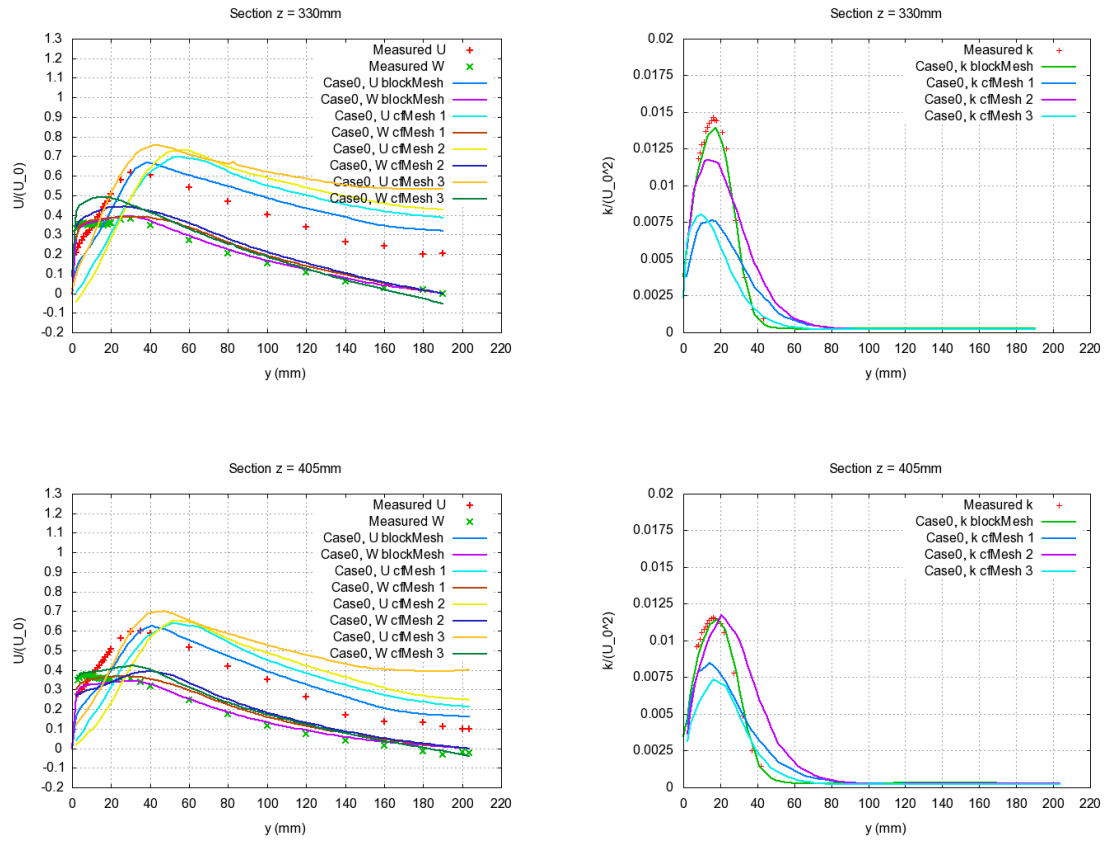 Section z = 330mm
1.3
1.2
1.1
1
0.9
0.8
0.7
0.6
0.5
0.4
0.3
0.2
0.1
0
-0.1
-0.2
U/(U_0)
Measured U
Measured W
Case0, U blockMesh
Case0, W blockMesh
Case0, U cfMesh 1
Case0, W cfMesh 1
Case0, U cfMesh 2
Case0, W cfMesh 2
Case0, U cfMesh 3
Case0, W cfMesh 3
0 20 40 60 80 100 120 140 160 180 200 220
y (mm)
Section z = 330mm
0.02
0.0175
0.015
0.0125
0.01
0.0075
0.005
0.0025
0
k/(U_0^2)
Measured k
Case0, k blockMesh
Case0, k cfMesh 1
Case0, k cfMesh 2
Case0, k cfMesh 3
0 20 40 60 80 100 120 140 160 180 200 220
y (mm)
Section z = 405mm
1.3
1.2
1.1
1
0.9
0.8
0.7
0.6
0.5
0.4
0.3
0.2
0.1
0
-0.1
-0.2
U/(U_0)
Measured U
Measured W
Case0, U blockMesh
Case0, W blockMesh
Case0, U cfMesh 1
Case0, W cfMesh 1
Case0, U cfMesh 2
Case0, W cfMesh 2
Case0, U cfMesh 3
Case0, W cfMesh 3
0 20 40 60 80 100 120 140 160 180 200 220
y (mm)
Section z = 405mm
0.02
0.0175
0.015
0.0125
0.01
0.0075
0.005
0.0025
0
k/(U_0^2)
Measured k
Case0, k blockMesh
Case0, k cfMesh 1
Case0, k cfMesh 2
Case0, k cfMesh 3
0 20 40 60 80 100 120 140 160 180 200 220
y (mm)